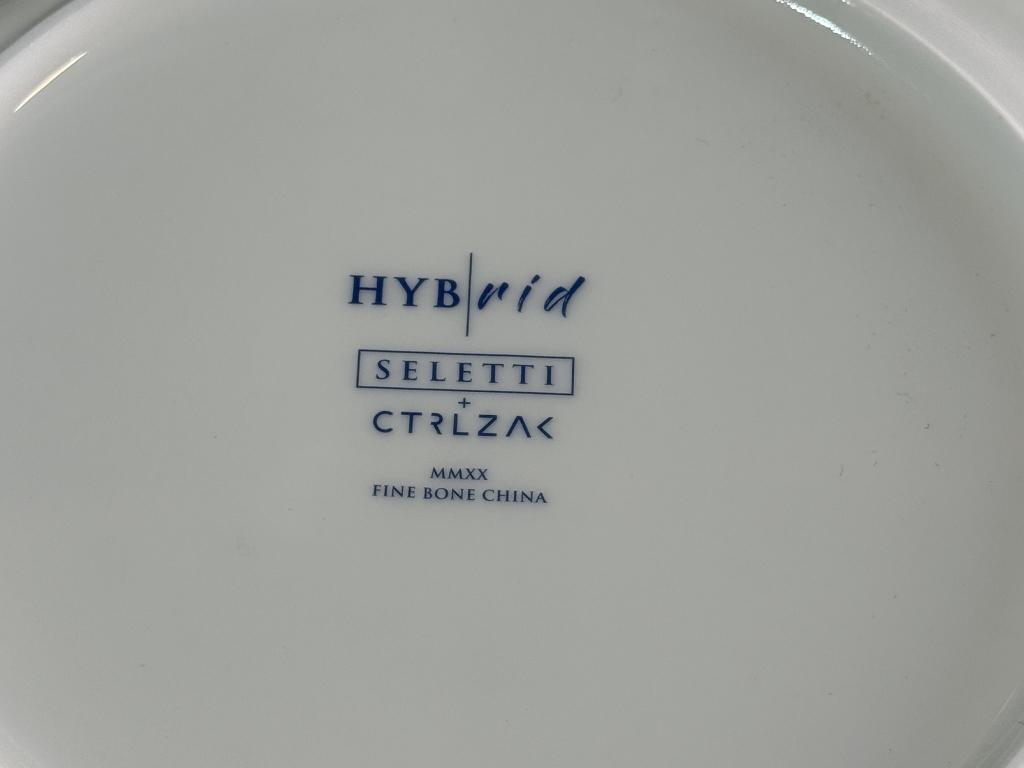 HYB|rid
SELETTI
+
CTRLZAK
MMXX
FINE BONE CHINA